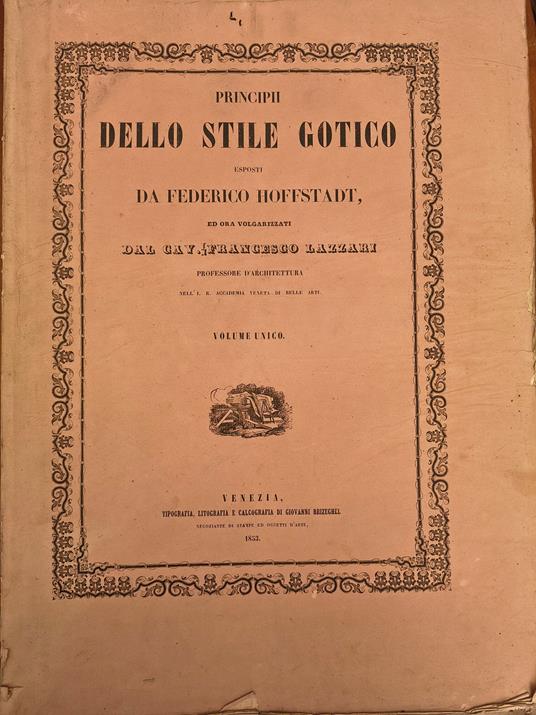 PRINCIPII
DELLO STILE GOTICO
ESPOSTI
DA FEDERICO HOFFSTADT,
ED ORA VOLGARIZZATI
DAL CAV. FRANCESCO LAZZARI
PROFESSORE D'ARCHITETTURA
NELL' I. R. ACCADEMIA VENETA DI BELLE ARTI.
VOLUME UNICO.
VENEZIA,
TIPOGRAFIA, LITOGRAFIA E CALCOGRAFIA DI GIOVANNI BRIZEGHEL
NEGOZIANTE DI STAMPE ED OGGETTI D'ARTE,
1853.